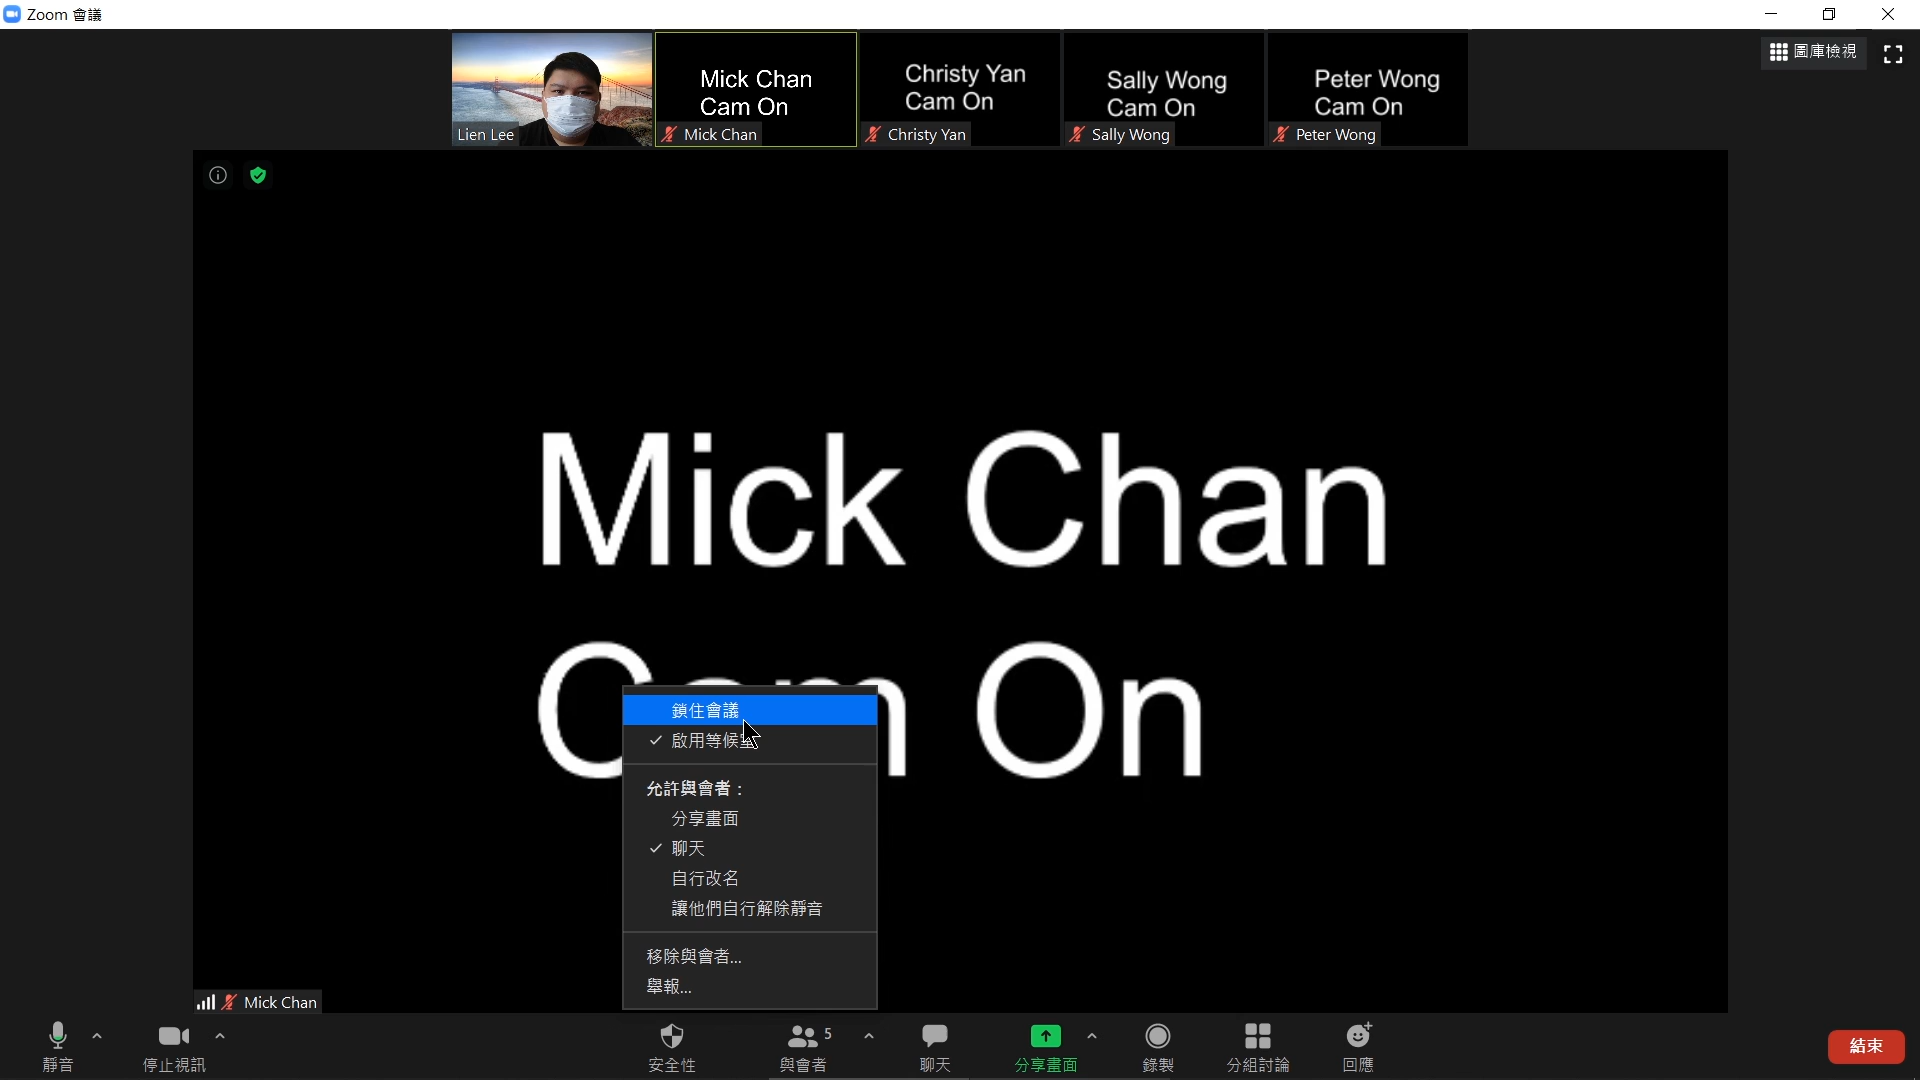 Zoom 會議
圖庫檢視
Mick Chan
Cam On
Christy Yan
Cam On
Sally Wong
Cam On
Peter Wong
Cam On
Lien Lee
Mick Chan
Christy Yan
Sally Wong
Peter Wong
Mick Chan
Cam On
鎖住會議
啟用等候室
允許與會者：
分享畫面
聊天
自行改名
讓他們自行解除靜音
移除與會者...
舉報...
Mick Chan
靜音
停止視訊
安全性
5
與會者
聊天
分享畫面
錄製
分組討論
回應
結束